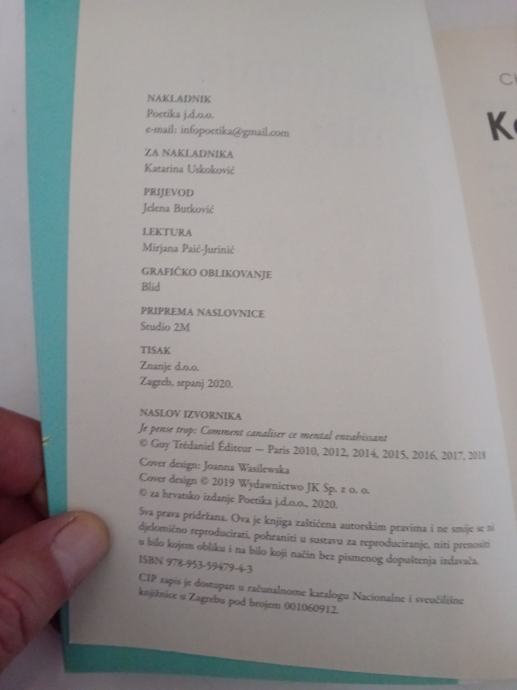 NAKLADNIK
Poetika j.d.o.o.
e-mail: infopoetika@gmail.com
ZA NAKLADNIKA
Katarina Uskoković
PRIJEVOD
Jelena Butković
LEKTURA
Mirjana Paić-Jurinić
GRAFIČKO OBLIKOVANJE
Blid
PRIPREMA NASLOVNICE
Studio 2M
TISAK
Znanje d.o.o.
Zagreb, srpanj 2020.
NASLOV IZVORNIKA
Je pense trop: Comment canaliser ce mental envahissant
© Guy Trédaniel Éditeur — Paris 2010, 2012, 2014, 2015, 2016, 2017, 2018
Cover design: Joanna Wasilewska
Cover design © 2019 Wydawnictwo JK Sp. z o. o.
© za hrvatsko izdanje Poetika j.d.o.o., 2020.
Sva prava pridržana. Ova je knjiga zaštićena autorskim pravima i ne smije se ni
djelomično reproducirati, pohraniti u sustavu za reproduciranje, niti prenositi
u bilo kojem obliku i na bilo koji način bez pismenog dopuštenja izdavača.
ISBN 978-953-59479-4-3
CIP zapis je dostupan u računalnome katalogu Nacionalne i sveučilišne
knjižnice u Zagrebu pod brojem 001060912.